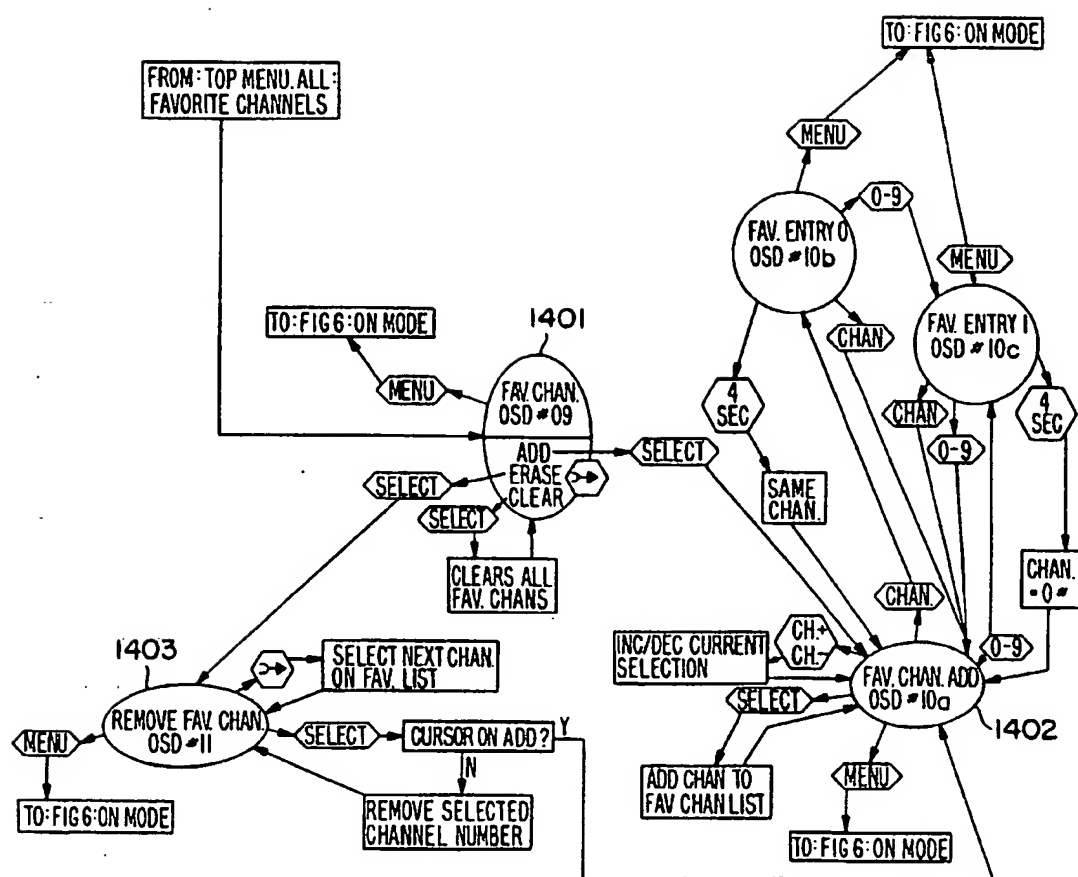 TO:FIG 6:ON MODE
FROM:TOP MENU.ALL:
FAVORITE CHANNELS
MENU
0-9
FAV. ENTRY 0
OSD #10b
MENU
TO:FIG 6:ON MODE
1401
CHAN
FAV. ENTRY 1
OSD #10c
MENU
FAV. CHAN.
OSD #09
4
SEC
CHAN
4
SEC
0-9
ADD
ERASE
CLEAR
SELECT
SELECT
SELECT
SAME
CHAN.
CLEARS ALL
FAV. CHANS
CHAN.
CHAN.
"0"
1403
SELECT NEXT CHAN.
ON FAV. LIST
INC/DEC CURRENT
SELECTION
CH.+
CH.-
0-9
FAV. CHAN. ADD
OSD #10a
REMOVE FAV. CHAN.
OSD #11
SELECT
1402
MENU
SELECT
CURSOR ON ADD?
Y
N
ADD CHAN TO
FAV CHAN LIST
MENU
TO:FIG 6:ON MODE
REMOVE SELECTED
CHANNEL NUMBER
TO:FIG 6:ON MODE